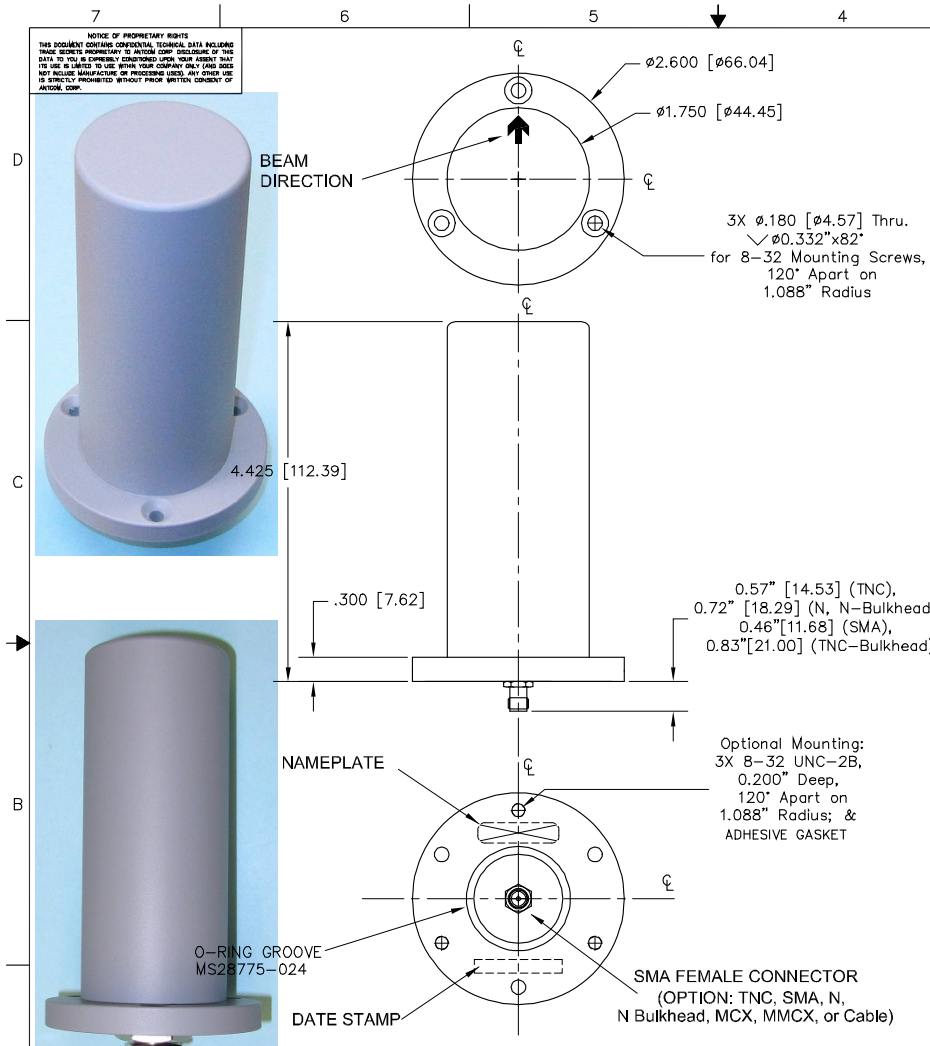 7 6 5 4
NOTICE OF PROPRIETARY RIGHTS
THIS DOCUMENT CONTAINS CONFIDENTIAL TECHNICAL DATA INCLUDING
TRADE SECRETS PROPRIETARY TO ANTCOM CORP. DISCLOSURE OF THIS
DATA TO YOU IS EXPRESSLY CONDITIONED UPON YOUR ASSENT THAT
ITS USE IS LIMITED TO USE WITHIN YOUR COMPANY ONLY (AND DOES
NOT INCLUDE MANUFACTURE OR PROCESSING USES). ANY OTHER USE
IS STRICTLY PROHIBITED WITHOUT PRIOR WRITTEN CONSENT OF
ANTCOM, CORP.
D
C
B
℄
ø2.600 [ø66.04]
ø1.750 [ø44.45]
BEAM
DIRECTION
℄
3X ø.180 [ø4.57] Thru.
⌵ø0.332"x82°
for 8-32 Mounting Screws,
120° Apart on
1.088" Radius
℄
4.425 [112.39]
.300 [7.62]
0.57" [14.53] (TNC),
0.72" [18.29] (N, N-Bulkhead
0.46"[11.68] (SMA),
0.83"[21.00] (TNC-Bulkhead)
NAMEPLATE
℄
Optional Mounting:
3X 8-32 UNC-2B,
0.200" Deep,
120° Apart on
1.088" Radius; &
ADHESIVE GASKET
℄
O-RING GROOVE
MS28775-024
DATE STAMP
SMA FEMALE CONNECTOR
(OPTION: TNC, SMA, N,
N Bulkhead, MCX, MMCX, or Cable)